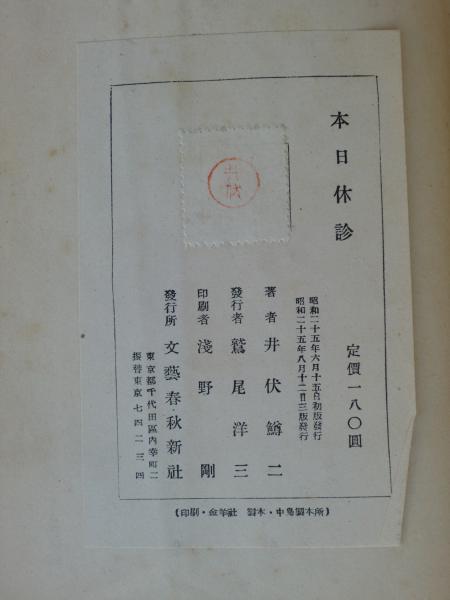 本日休診
定價一八〇圓
昭和二十五年六月十五日初版發行
昭和二十五年八月十二日三版發行
著者 井伏鱒二
發行者 鷲尾洋三
印刷者 淺野剛
發行所 文藝春秋新社
東京都千代田區內幸町二
振替東京七四二三四
井伏
(印刷・金羊社 製本・中島製本所)